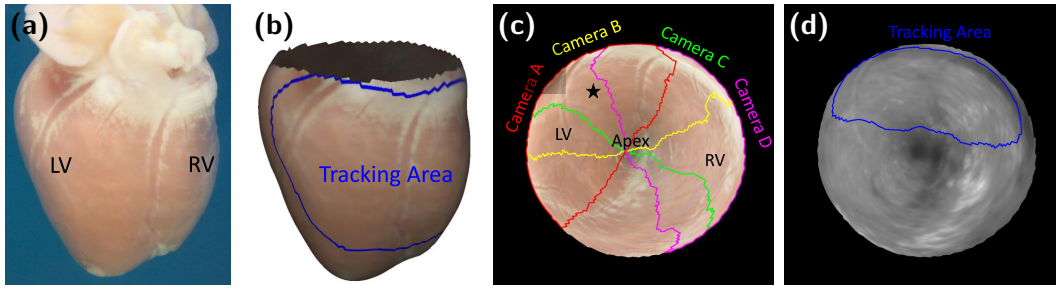 (a)
LV
RV
(b)
Tracking Area
(c)
Camera A
Camera B
Camera C
Camera D
LV
Apex
RV
(d)
Tracking Area